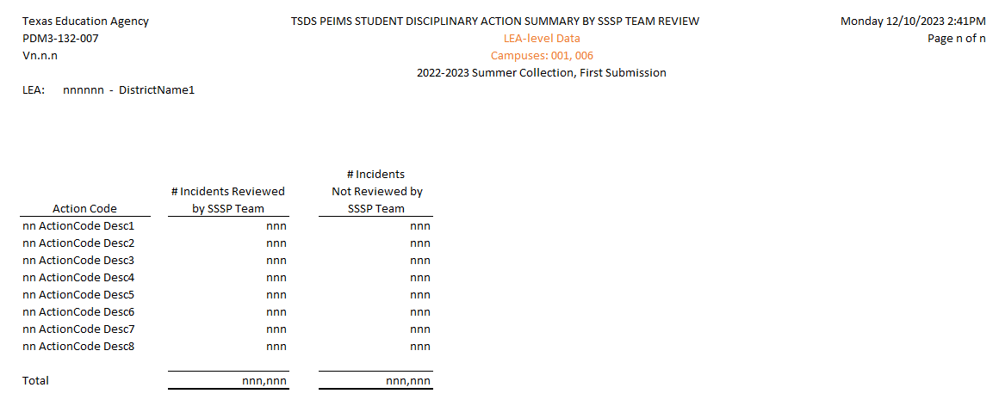 Texas Education Agency TSDS PEIMS STUDENT DISCIPLINARY ACTION SUMMARY BY SSSP TEAM REVIEW Monday 12/10/2023 2:41PM
PDM3-132-007 LEA-level Data Page n of n
Vn.n.n Campuses: 001, 006
2022-2023 Summer Collection, First Submission
LEA: nnnnnn - DistrictName1
# Incidents
# Incidents Reviewed Not Reviewed by
Action Code by SSSP Team SSSP Team
nn ActionCode Desc1 nnn nnn
nn ActionCode Desc2 nnn nnn
nn ActionCode Desc3 nnn nnn
nn ActionCode Desc4 nnn nnn
nn ActionCode Desc5 nnn nnn
nn ActionCode Desc6 nnn nnn
nn ActionCode Desc7 nnn nnn
nn ActionCode Desc8 nnn nnn
Total nnn,nnn nnn,nnn